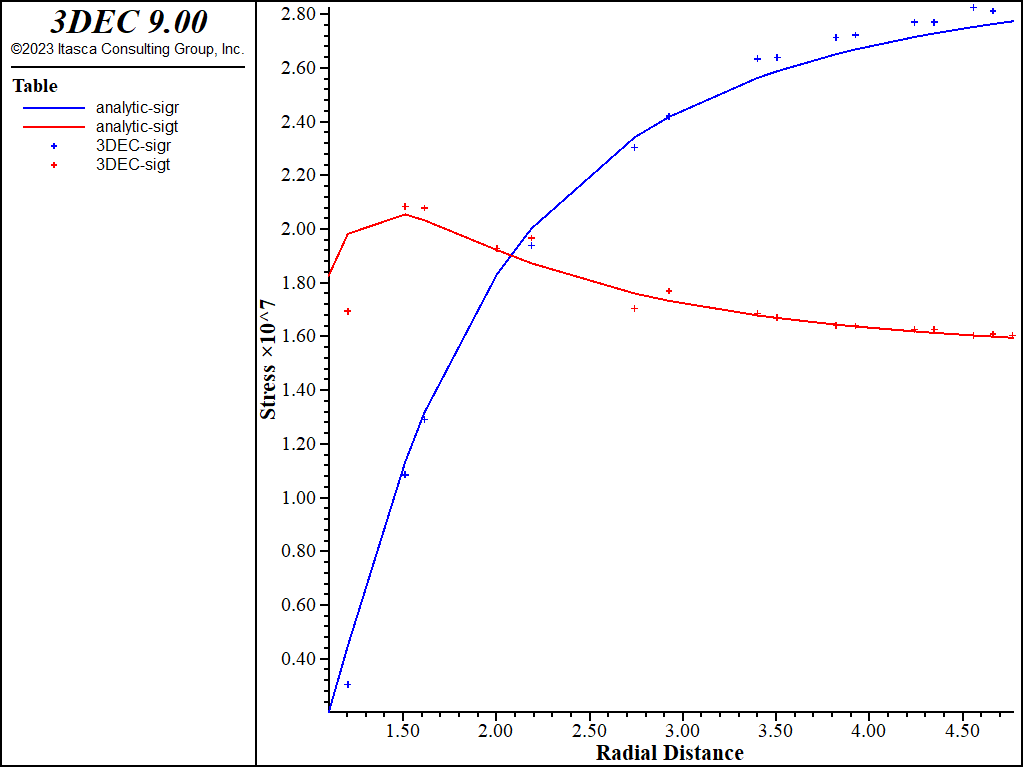 3DEC 9.00
©2023 Itasca Consulting Group, Inc.
Table
analytic-sigr
analytic-sigt
3DEC-sigr
3DEC-sigt
Stress ×10^7
2.80
2.60
2.40
2.20
2.00
1.80
1.60
1.40
1.20
1.00
0.80
0.60
0.40
1.50 2.00 2.50 3.00 3.50 4.00 4.50
Radial Distance